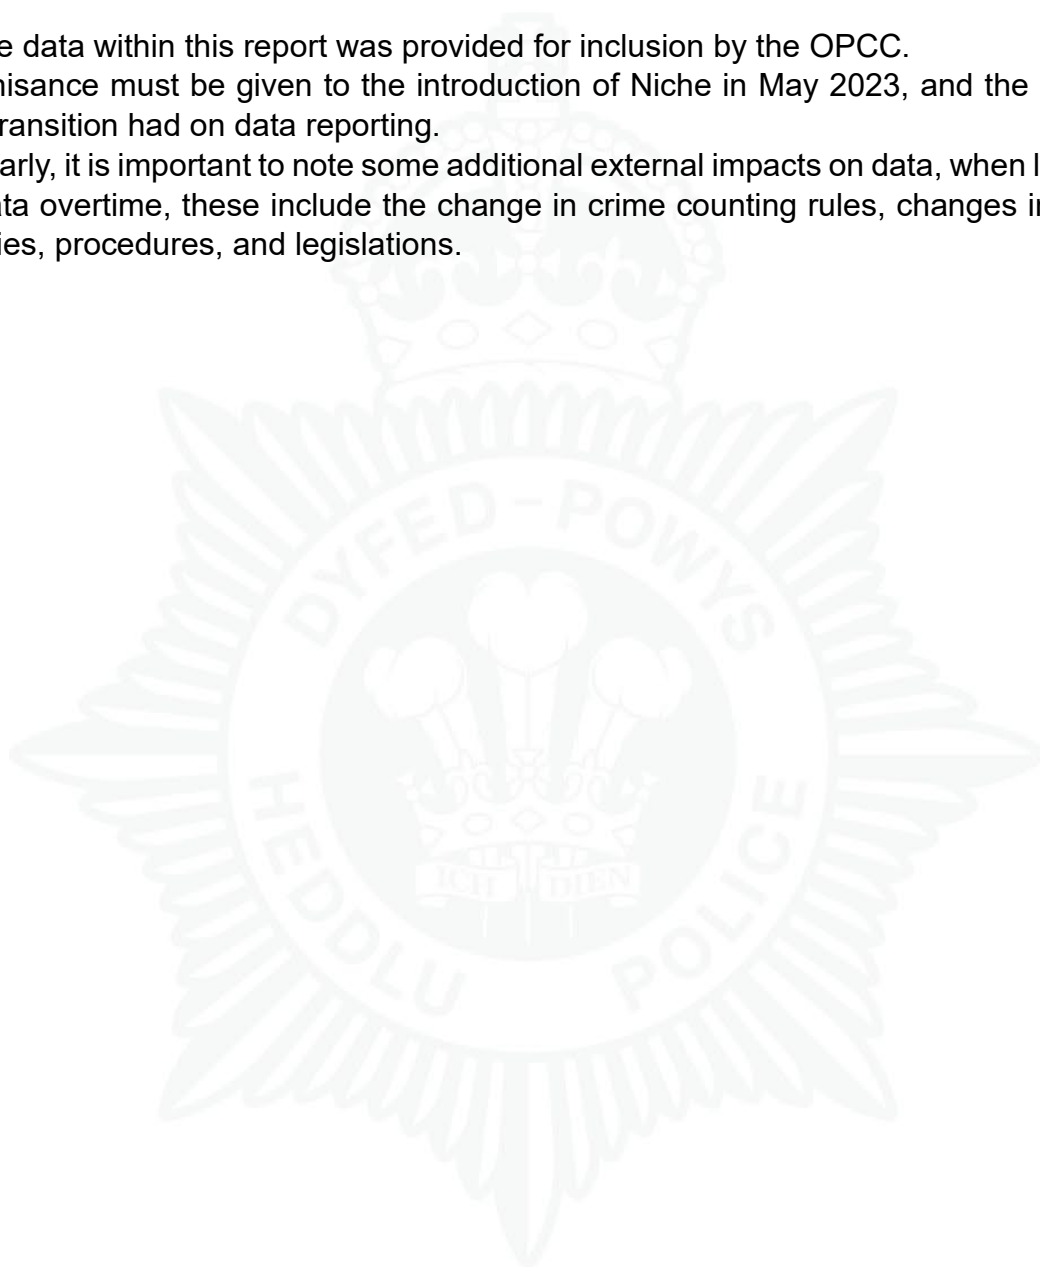 e data within this report was provided for inclusion by the OPCC.
nisance must be given to the introduction of Niche in May 2023, and the
ransition had on data reporting.
arly, it is important to note some additional external impacts on data, when l
ata overtime, these include the change in crime counting rules, changes in
ies, procedures, and legislations.
DYFED-POWYS
ICH DIEN
HEDDLU POLICE